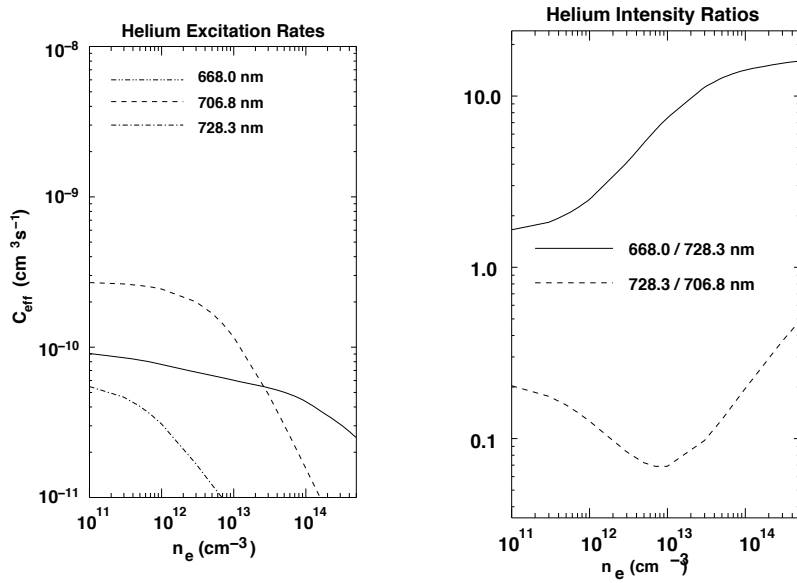 Helium Excitation Rates
10⁻⁸
10⁻⁹
10⁻¹⁰
10⁻¹¹
C_eff (cm ³s⁻¹)
668.0 nm
706.8 nm
728.3 nm
10¹¹
10¹²
10¹³
10¹⁴
n_e (cm⁻³)
Helium Intensity Ratios
10.0
1.0
0.1
668.0 / 728.3 nm
728.3 / 706.8 nm
10¹¹
10¹²
10¹³
10¹⁴
n_e (cm⁻³)